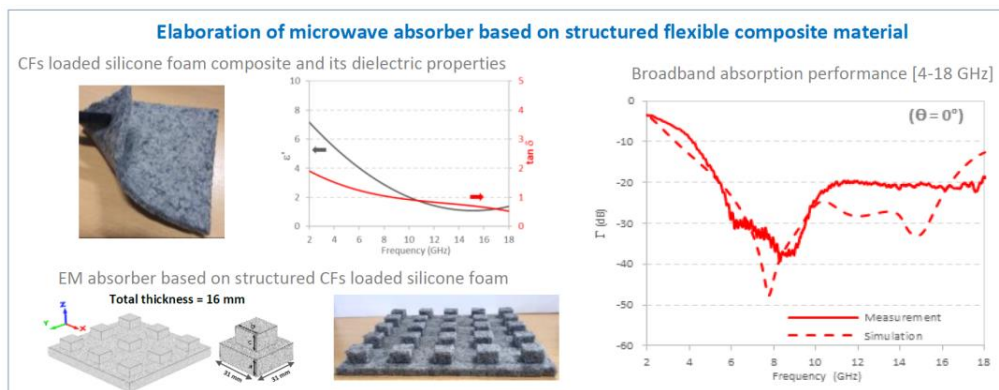 Elaboration of microwave absorber based on structured flexible composite material
CFs loaded silicone foam composite and its dielectric properties
10
8
6
4
2
0
ε'
5
4
3
2
1
0
tan δ
2 4 6 8 10 12 14 16 18
Frequency (GHz)
EM absorber based on structured CFs loaded silicone foam
Total thickness = 16 mm
Z
Y
X
31 mm
31 mm
Broadband absorption performance [4-18 GHz]
(Θ = 0°)
0
-10
-20
-30
-40
-50
-60
Γ (dB)
Measurement
Simulation
2 4 6 8 10 12 14 16 18
Frequency (GHz)